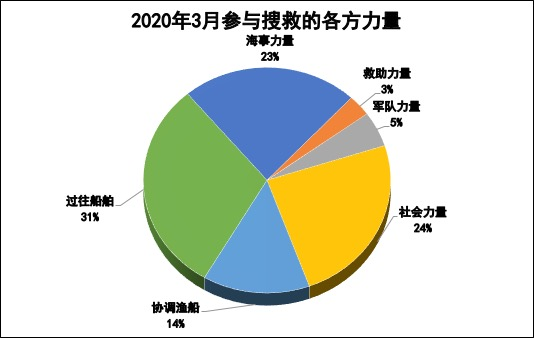 2020年3月参与搜救的各方力量
海事力量
23%
救助力量
3%
军队力量
5%
社会力量
24%
协调渔船
14%
过往船舶
31%